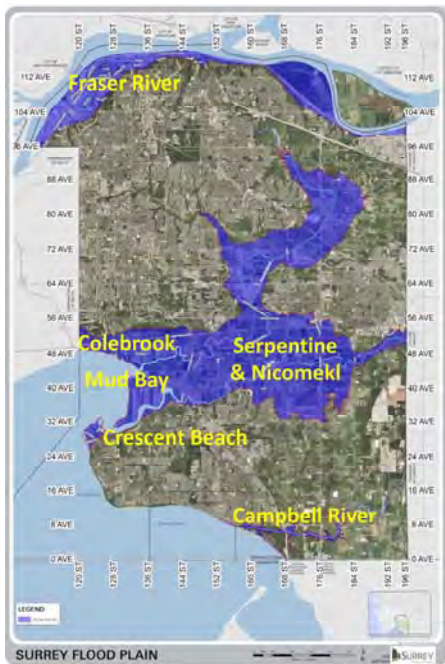 120 ST
128 ST
136 ST
144 ST
152 ST
160 ST
168 ST
176 ST
184 ST
192 ST
196 ST
112 AVE
104 AVE
96 AVE
88 AVE
80 AVE
72 AVE
64 AVE
56 AVE
48 AVE
40 AVE
32 AVE
24 AVE
16 AVE
8 AVE
0 AVE
Fraser River
Colebrook
Serpentine
& Nicomekl
Mud Bay
Crescent Beach
Campbell River
112 AVE
104 AVE
96 AVE
88 AVE
80 AVE
72 AVE
64 AVE
56 AVE
48 AVE
40 AVE
32 AVE
24 AVE
16 AVE
8 AVE
0 AVE
120 ST
128 ST
136 ST
144 ST
152 ST
160 ST
168 ST
176 ST
184 ST
192 ST
196 ST
LEGEND
SURREY FLOOD PLAIN
SURREY